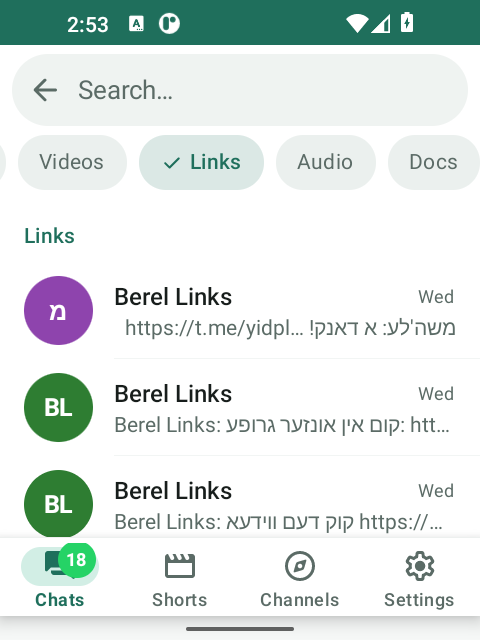 2:53
A
Search...
Videos
Links
Audio
Docs
Links
מ
Berel Links
Wed
משה'לע: א דאנק! https://t.me/yidpl...
BL
Berel Links
Wed
Berel Links: קום אין אונזער גרופע: htt...
BL
Berel Links
Wed
Berel Links: קוק דעם ווידעא https://...
18
Chats
Shorts
Channels
Settings